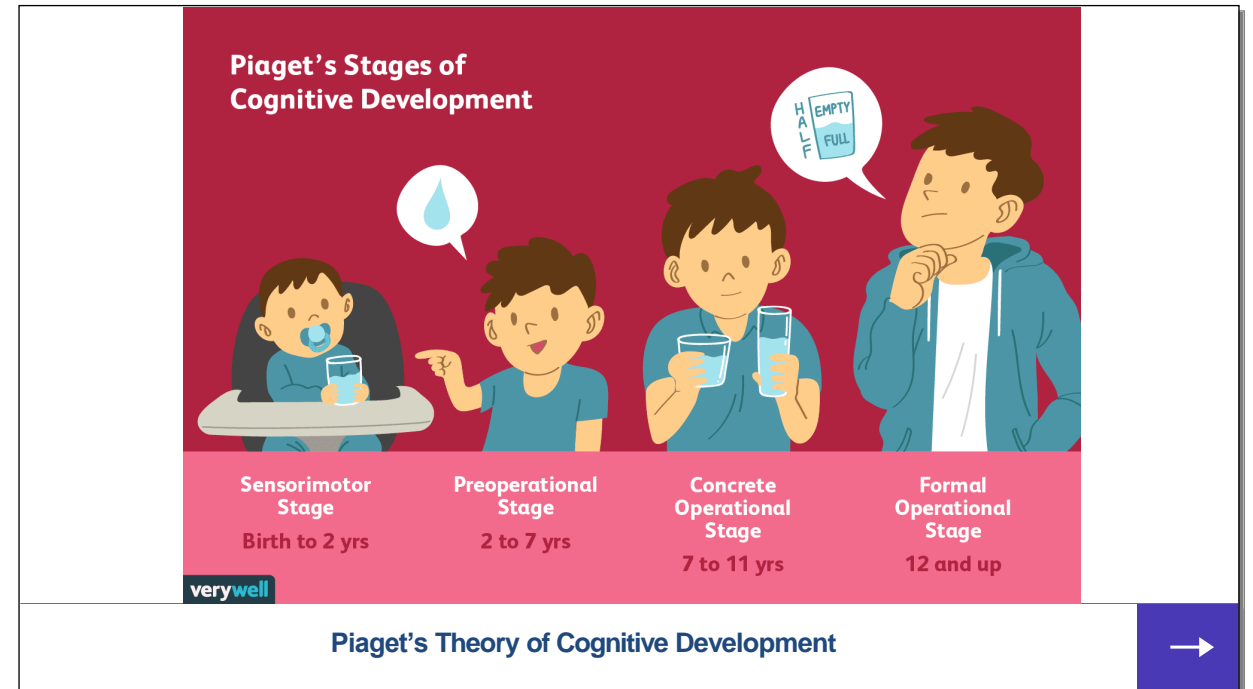 Piaget's Stages of
Cognitive Development
HALF
EMPTY
FULL
Sensorimotor
Stage
Birth to 2 yrs
Preoperational
Stage
2 to 7 yrs
Concrete
Operational
Stage
7 to 11 yrs
Formal
Operational
Stage
12 and up
verywell
Piaget's Theory of Cognitive Development